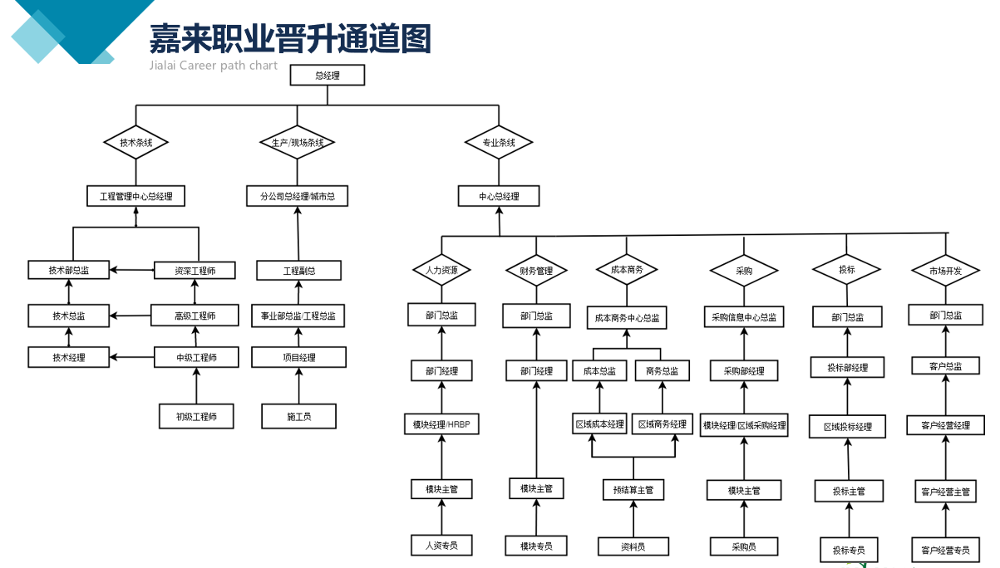 嘉来职业晋升通道图
Jialai Career path chart
总经理
技术条线
生产/现场条线
专业条线
工程管理中心总经理
分公司总经理/城市总
中心总经理
技术部总监
资深工程师
工程副总
人力资源
财务管理
成本商务
采购
投标
市场开发
技术总监
高级工程师
事业部总监/工程总监
部门总监
部门总监
成本商务中心总监
采购信息中心总监
部门总监
部门总监
技术经理
中级工程师
项目经理
部门经理
部门经理
成本总监
商务总监
采购部经理
投标部经理
客户总监
初级工程师
施工员
模块经理/HRBP
区域成本经理
区域商务经理
模块经理/区域采购经理
区域投标经理
客户经营经理
模块主管
模块主管
预结算主管
模块主管
投标主管
客户经营主管
人资专员
模块专员
资料员
采购员
投标专员
客户经营专员